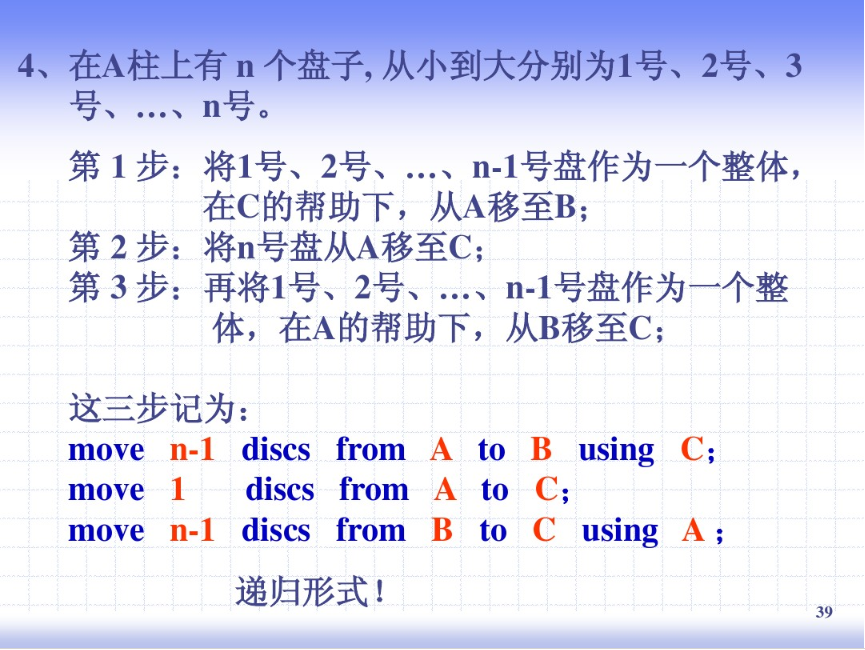 4、在A柱上有 n 个盘子, 从小到大分别为1号、2号、3
号、…、n号。
第 1 步：将1号、2号、…、n-1号盘作为一个整体，
在C的帮助下，从A移至B；
第 2 步：将n号盘从A移至C；
第 3 步：再将1号、2号、…、n-1号盘作为一个整
体，在A的帮助下，从B移至C；
这三步记为：
move n-1 discs from A to B using C；
move 1 discs from A to C；
move n-1 discs from B to C using A ；
递归形式！
39